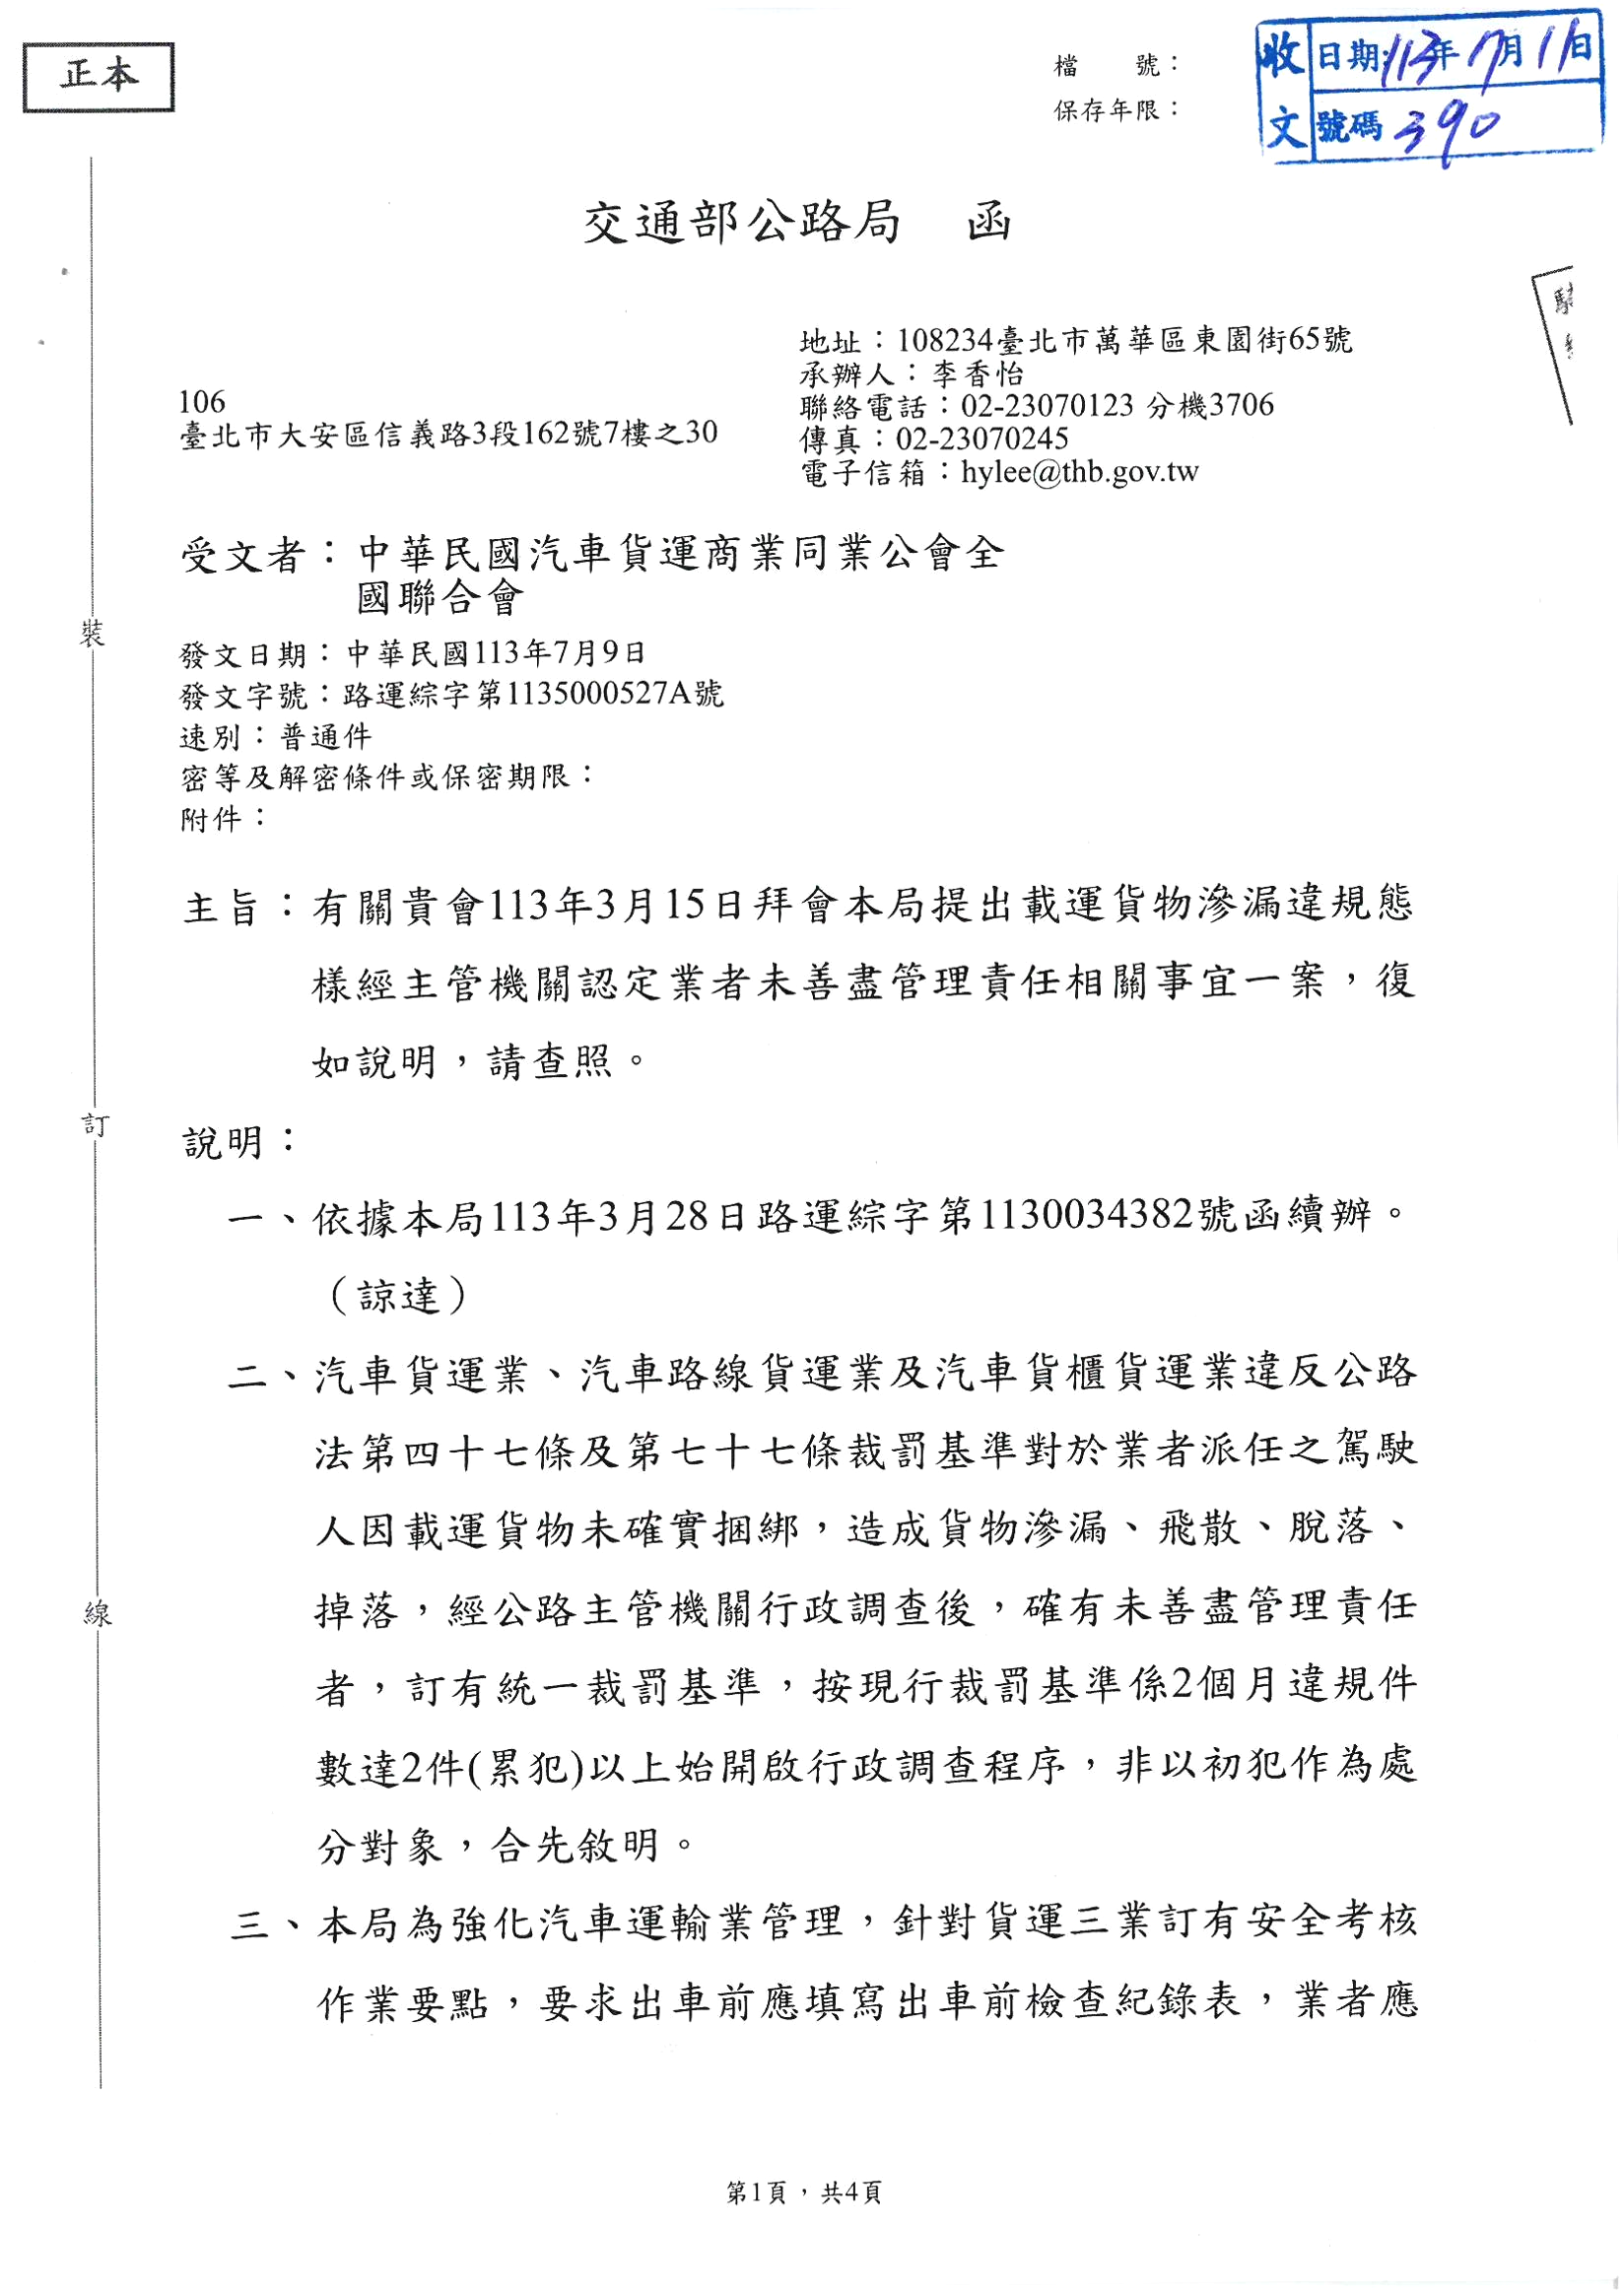 正本
檔　　號：
保存年限：
收文
日期：113年7月11日
號碼 390
交通部公路局　函
地址：108234臺北市萬華區東園街65號
承辦人：李香怡
聯絡電話：02-23070123 分機3706
傳真：02-23070245
電子信箱：hylee@thb.gov.tw
106
臺北市大安區信義路3段162號7樓之30
受文者：中華民國汽車貨運商業同業公會全
國聯合會
發文日期：中華民國113年7月9日
發文字號：路運綜字第1135000527A號
速別：普通件
密等及解密條件或保密期限：
附件：
主旨：有關貴會113年3月15日拜會本局提出載運貨物滲漏違規態
樣經主管機關認定業者未善盡管理責任相關事宜一案，復
如說明，請查照。
說明：
一、依據本局113年3月28日路運綜字第1130034382號函續辦。
（諒達）
二、汽車貨運業、汽車路線貨運業及汽車貨櫃貨運業違反公路
法第四十七條及第七十七條裁罰基準對於業者派任之駕駛
人因載運貨物未確實捆綁，造成貨物滲漏、飛散、脫落、
掉落，經公路主管機關行政調查後，確有未善盡管理責任
者，訂有統一裁罰基準，按現行裁罰基準係2個月違規件
數達2件(累犯)以上始開啟行政調查程序，非以初犯作為處
分對象，合先敘明。
三、本局為強化汽車運輸業管理，針對貨運三業訂有安全考核
作業要點，要求出車前應填寫出車前檢查紀錄表，業者應
裝
訂
線
第1頁，共4頁